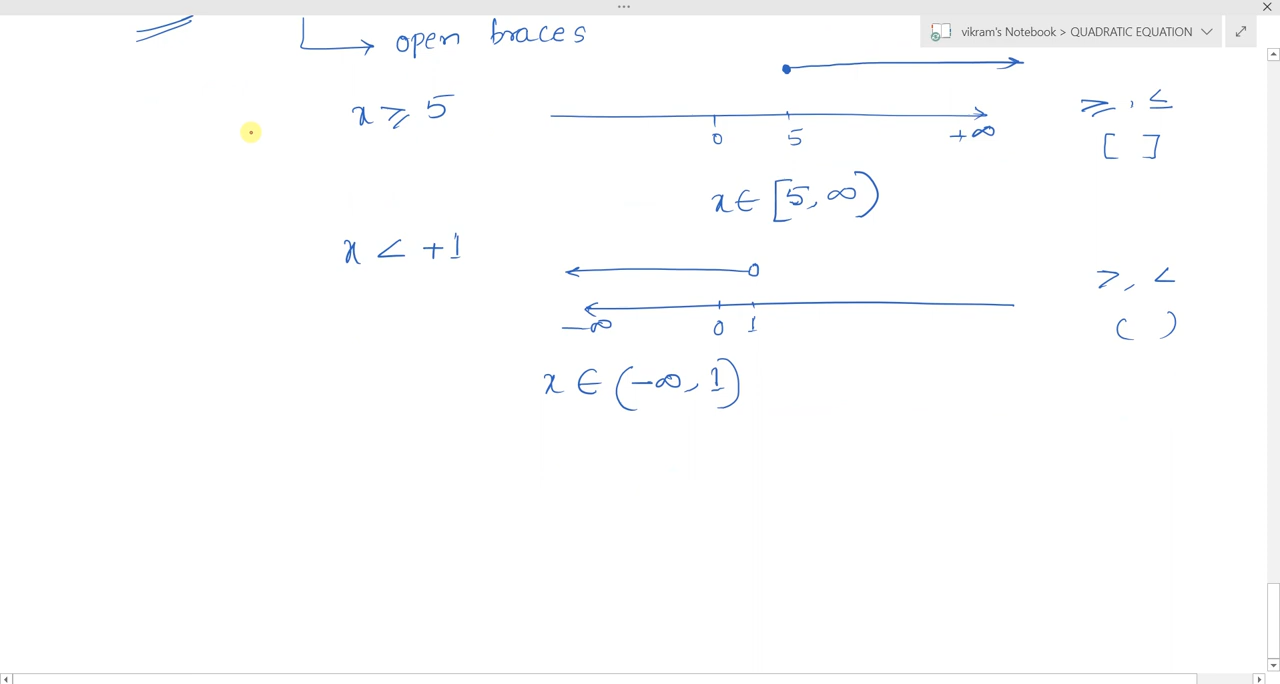 vikram's Notebook > QUADRATIC EQUATION
open braces
x ≥ 5
0 5 +∞
≥, ≤
[ ]
x ∈ [5, ∞)
x < +1
>, <
-∞ 0 1
( )
x ∈ (-∞, 1)